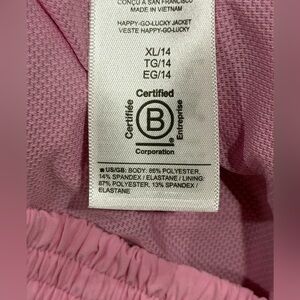 CONÇU À SAN FRANCISCO
MADE IN VIETNAM
HAPPY-GO-LUCKY JACKET
VESTE HAPPY-GO-LUCKY
XL/14
TG/14
EG/14
Certified
Certifiée
B
Entreprise
Corporation
US/GB: BODY: 86% POLYESTER,
14% SPANDEX / ELASTANE / LINING:
87% POLYESTER, 13% SPANDEX /
ELASTANE